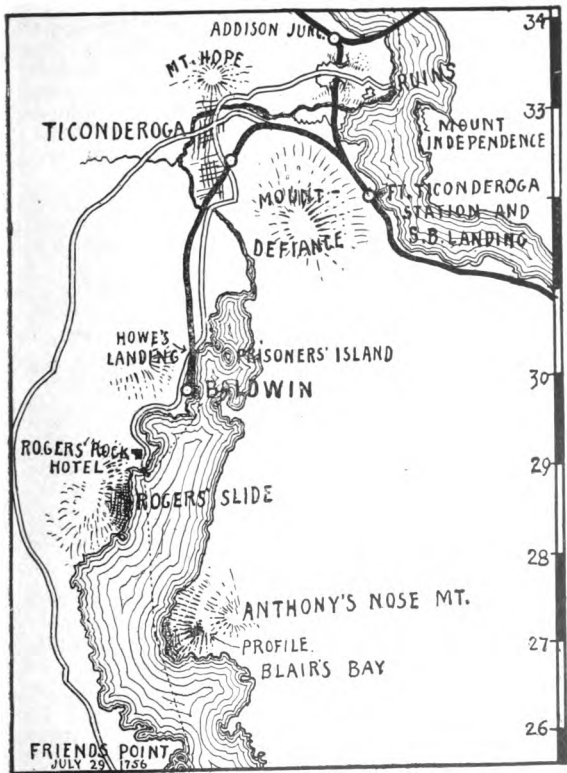 34
ADDISON JUNC.
MT. HOPE
RUINS
33
TICONDEROGA
MOUNT
INDEPENDENCE
MOUNT
DEFIANCE
FT. TICONDEROGA
STATION AND
S.B. LANDING
HOWE'S
LANDING
PRISONERS' ISLAND
30
BALDWIN
ROGERS' ROCK
HOTEL
29
ROGERS' SLIDE
28
ANTHONY'S NOSE MT.
27
PROFILE.
BLAIR'S BAY
26
FRIENDS POINT
JULY 29 1756